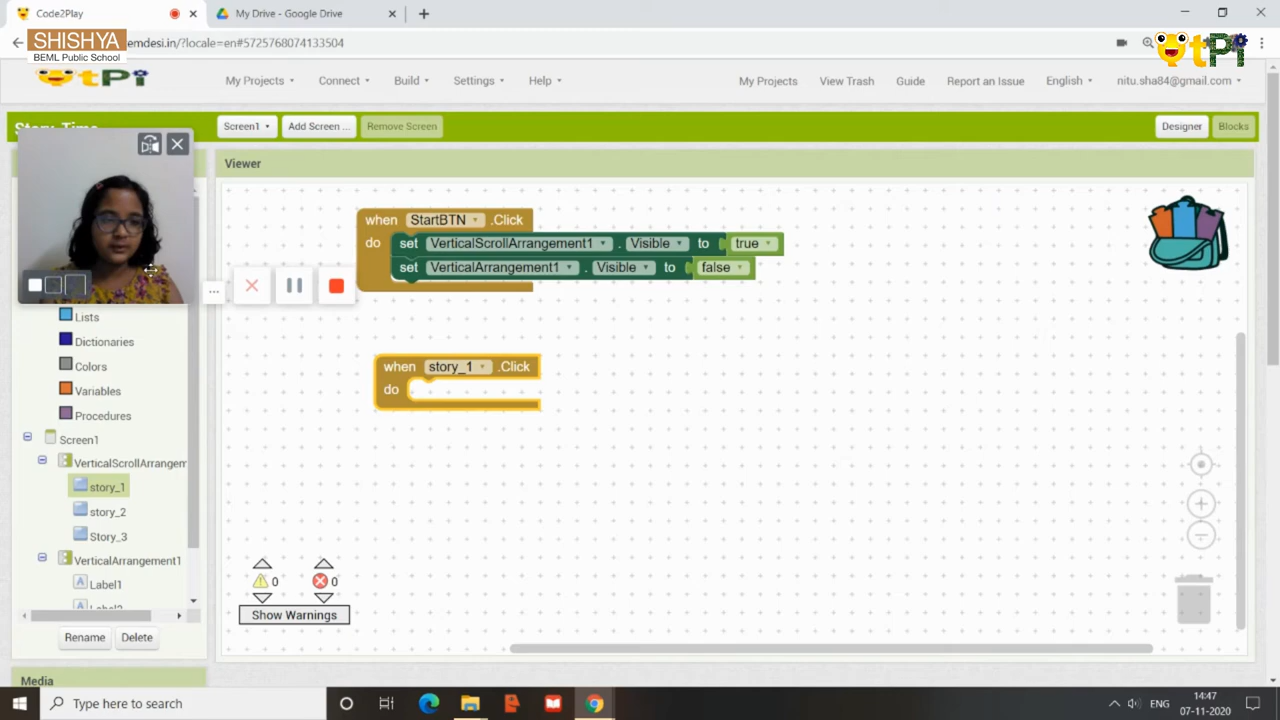 Code2Play
My Drive - Google Drive
SHISHYA
BEML Public School
emdesi.in/?locale=en#5725768074133504
QtPi
QtPi
My Projects
Connect
Build
Settings
Help
My Projects
View Trash
Guide
Report an Issue
English
nitu.sha84@gmail.com
Story_Time
Screen1
Add Screen ...
Remove Screen
Designer
Blocks
Viewer
when StartBTN .Click
do set VerticalScrollArrangement1 . Visible to true
set VerticalArrangement1 . Visible to false
when story_1 .Click
do
Lists
Dictionaries
Colors
Variables
Procedures
Screen1
VerticalScrollArrangem
story_1
story_2
Story_3
VerticalArrangement1
Label1
Label2
0
0
Show Warnings
Rename
Delete
Media
Type here to search
ENG
14:47
07-11-2020